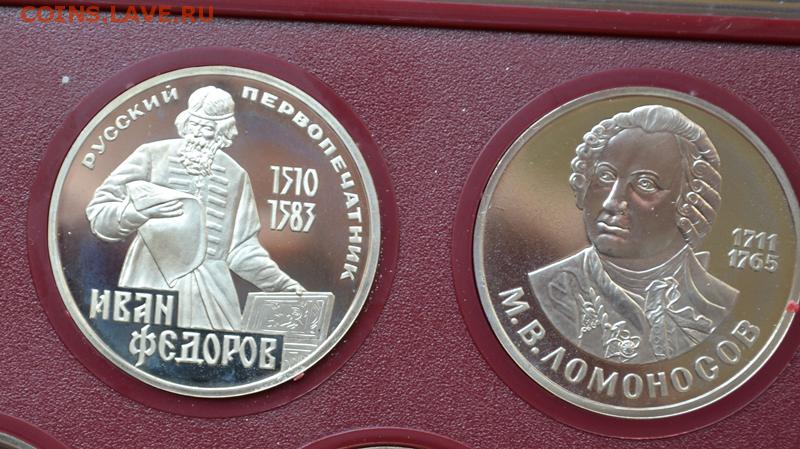 COINS.LAVE.RU
РУССКИЙ ПЕРВОПЕЧАТНИК
1510
1583
ИВАН
ФЕДОРОВ
1711
1765
М.В.ЛОМОНОСОВ